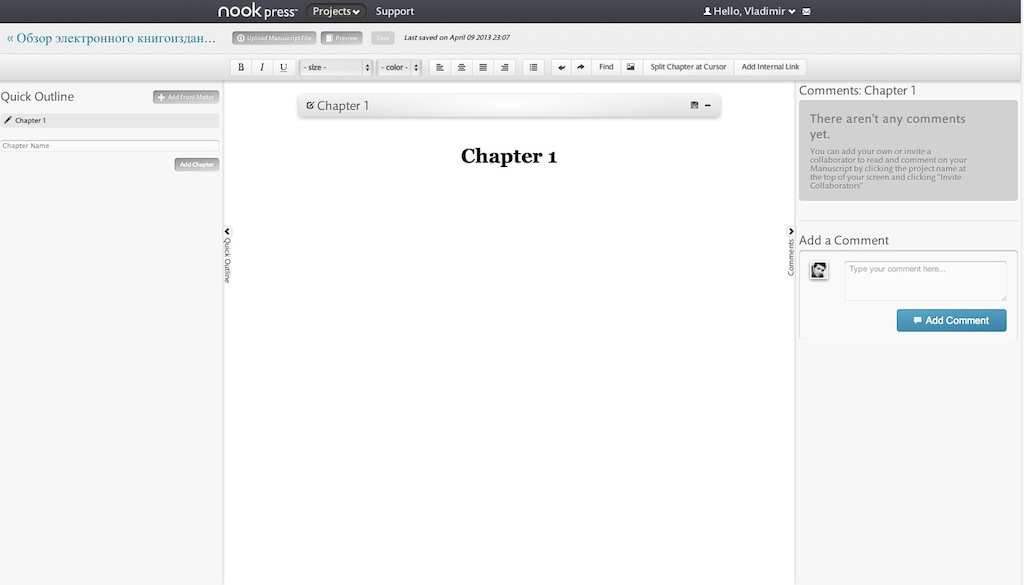 nook press™
Projects
Support
Hello, Vladimir
« Обзор электронного книгоиздан...
Upload Manuscript File
Preview
Save
Last saved on April 09 2013 23:07
B
I
U
- size -
- color -
Find
Split Chapter at Cursor
Add Internal Link
Quick Outline
Add Front Matter
Chapter 1
Chapter Name
Add Chapter
Quick Outline
Chapter 1
Chapter 1
Comments
Comments: Chapter 1
There aren't any comments
yet.
You can add your own or invite a
collaborator to read and comment on your
Manuscript by clicking the project name at
the top of your screen and clicking "Invite
Collaborators"
Add a Comment
Type your comment here...
Add Comment